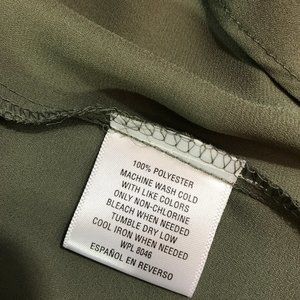 100% POLYESTER
MACHINE WASH COLD
WITH LIKE COLORS
ONLY NON-CHLORINE
BLEACH WHEN NEEDED
TUMBLE DRY LOW
COOL IRON WHEN NEEDED
WPL 8046
ESPAÑOL EN REVERSO